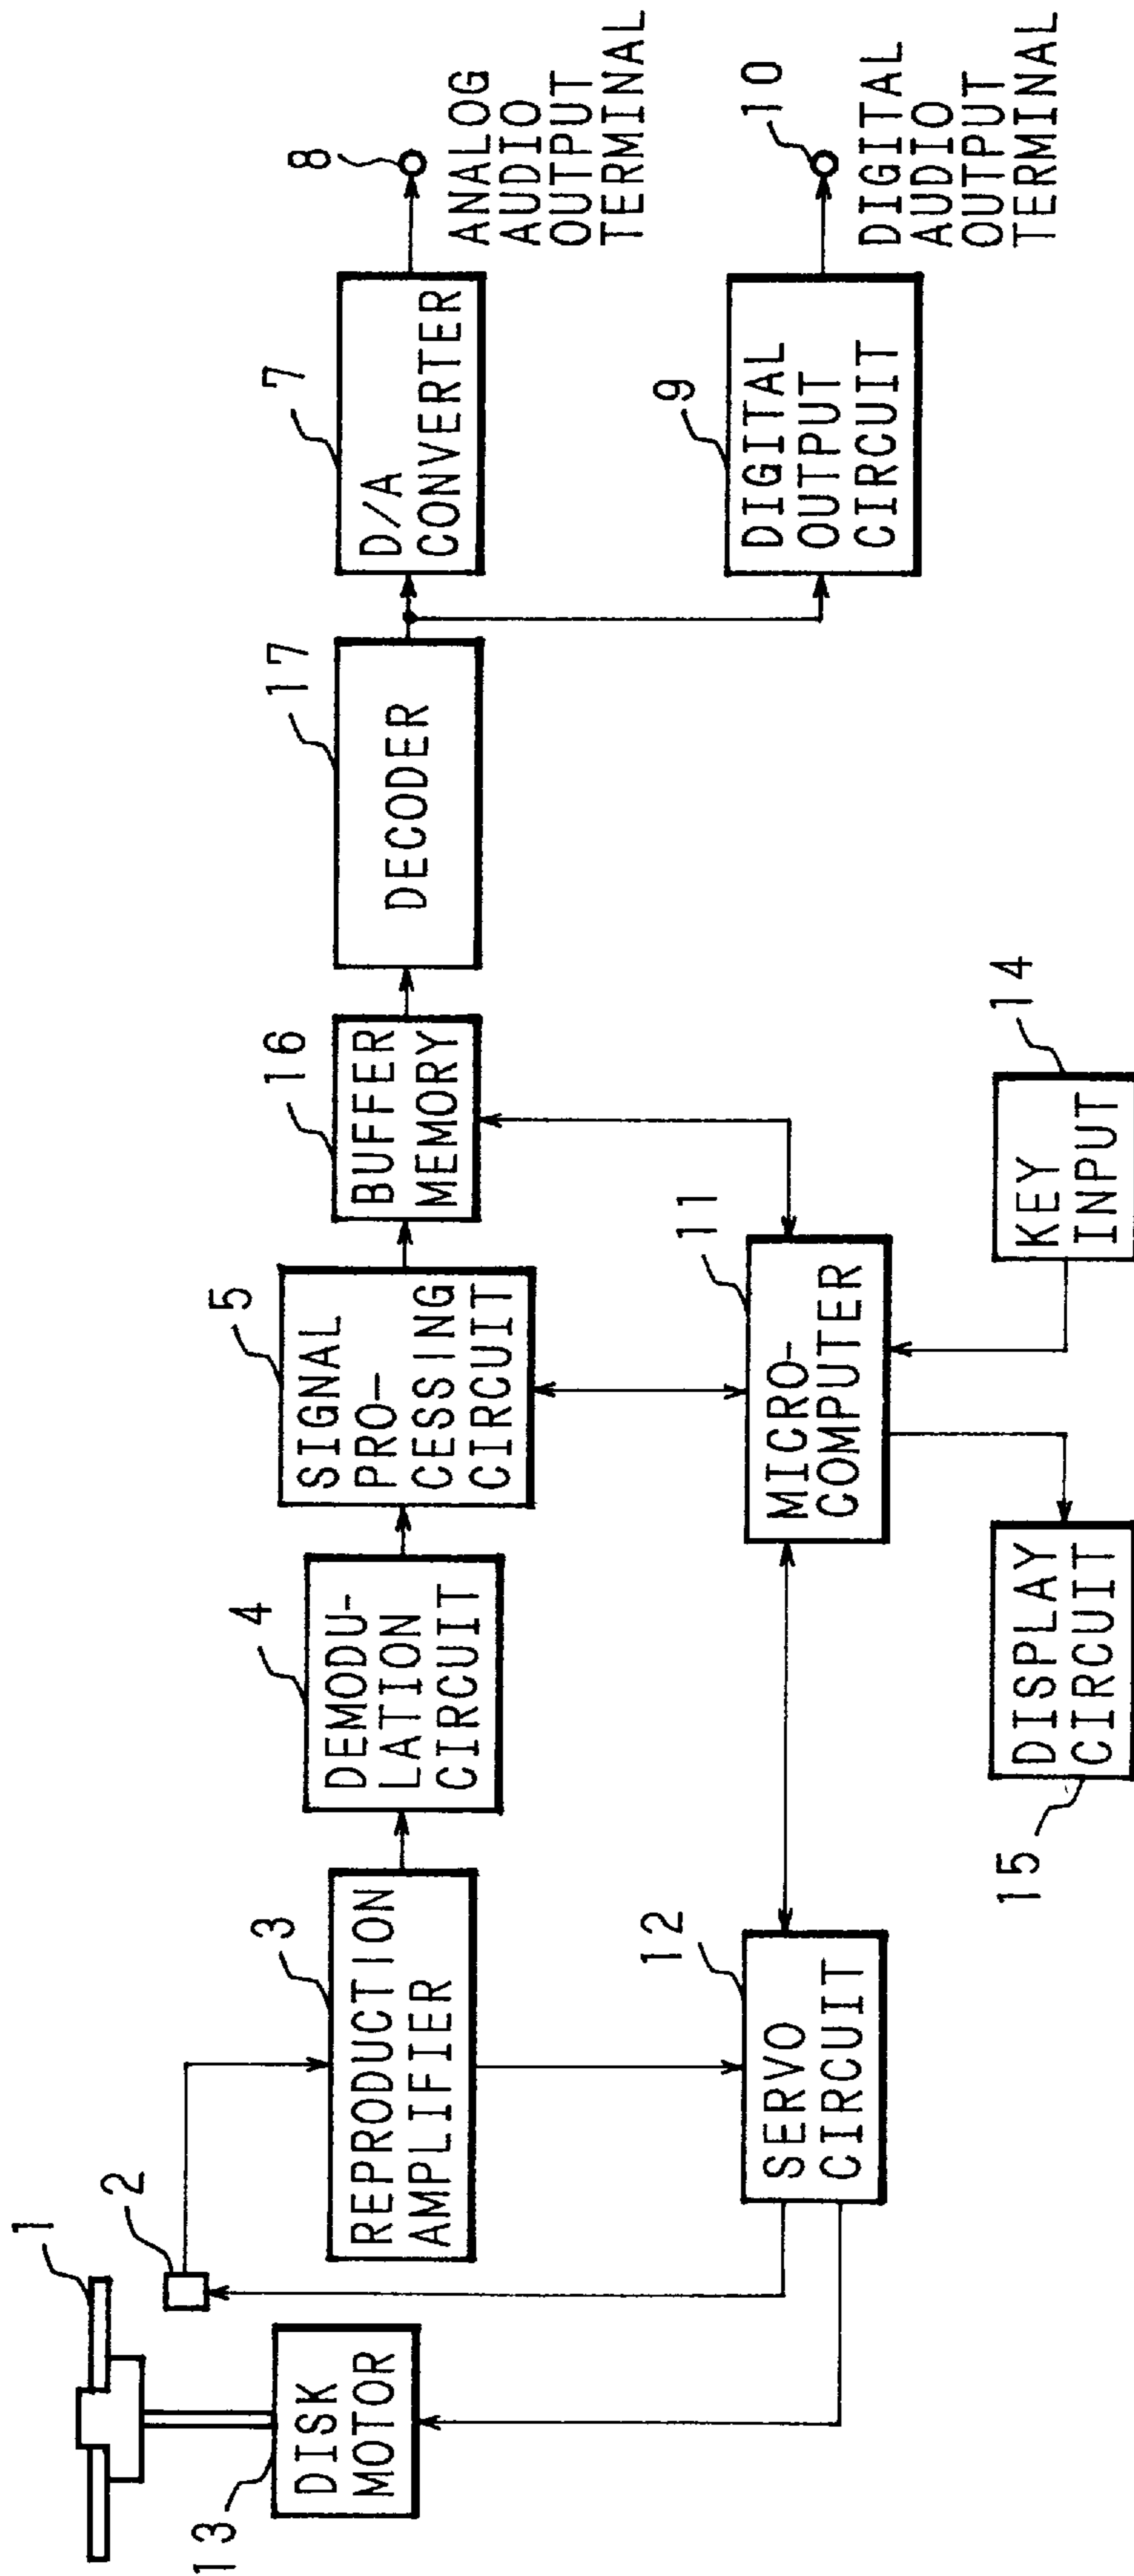 1
2
13
DISK
MOTOR
3
REPRODUCTION
AMPLIFIER
4
DEMODU-
LATION
CIRCUIT
5
SIGNAL
PRO-
CESSING
CIRCUIT
16
BUFFER
MEMORY
17
DECODER
7
D/A
CONVERTER
8
ANALOG
AUDIO
OUTPUT
TERMINAL
9
DIGITAL
OUTPUT
CIRCUIT
10
DIGITAL
AUDIO
OUTPUT
TERMINAL
12
SERVO
CIRCUIT
11
MICRO-
COMPUTER
15
DISPLAY
CIRCUIT
14
KEY
INPUT